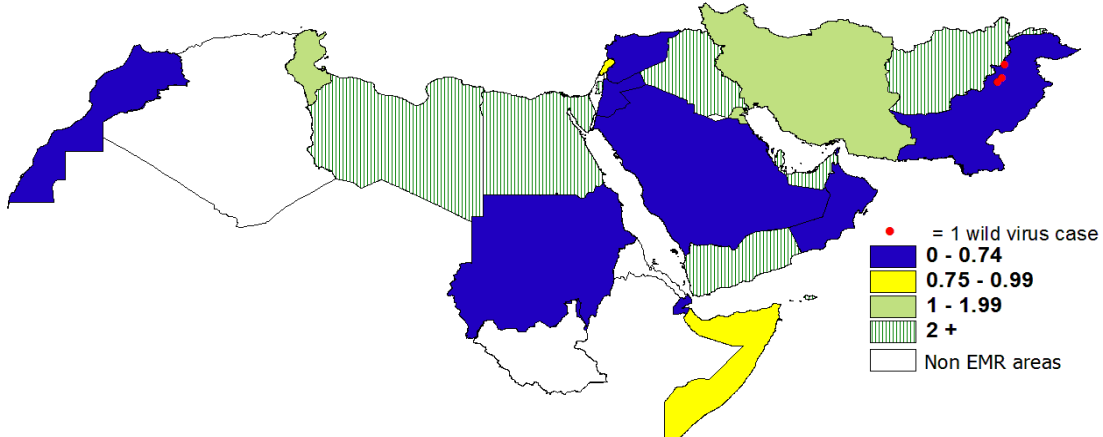 = 1 wild virus case
0 - 0.74
0.75 - 0.99
1 - 1.99
2 +
Non EMR areas